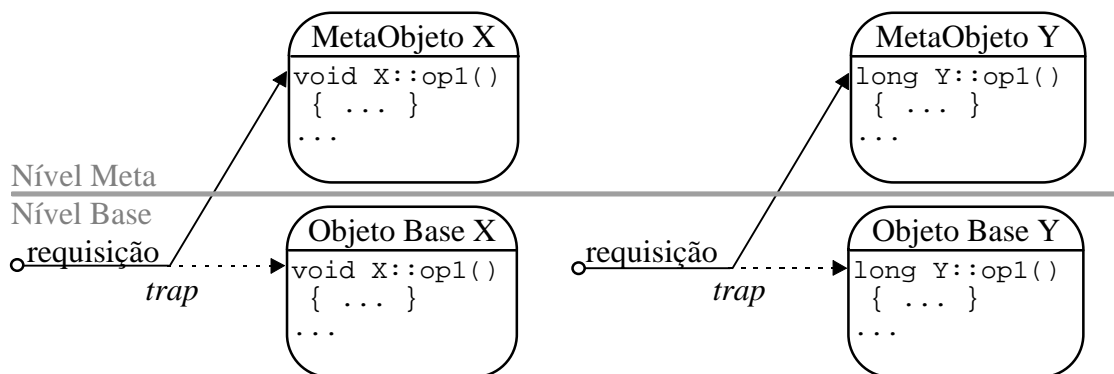 MetaObjeto X
void X::op1()
{ ... }
...
MetaObjeto Y
long Y::op1()
{ ... }
...
Nível Meta
Nível Base
requisição
trap
Objeto Base X
void X::op1()
{ ... }
...
requisição
trap
Objeto Base Y
long Y::op1()
{ ... }
...